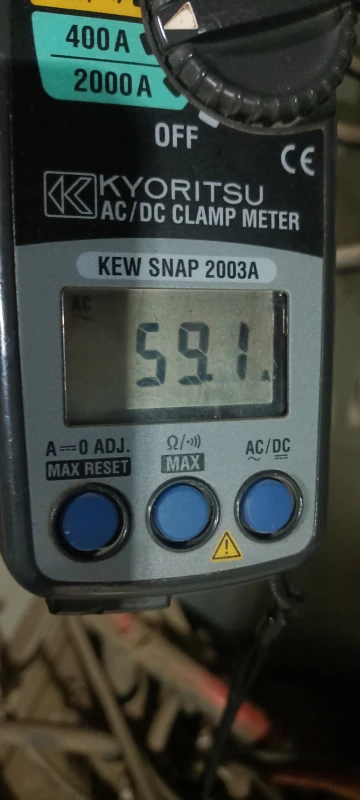 400 A
2000 A
OFF
CE
KYORITSU
AC/DC CLAMP METER
KEW SNAP 2003A
AC
59.1
A⎓0 ADJ.
Ω/•)))
AC/DC
MAX RESET
MAX